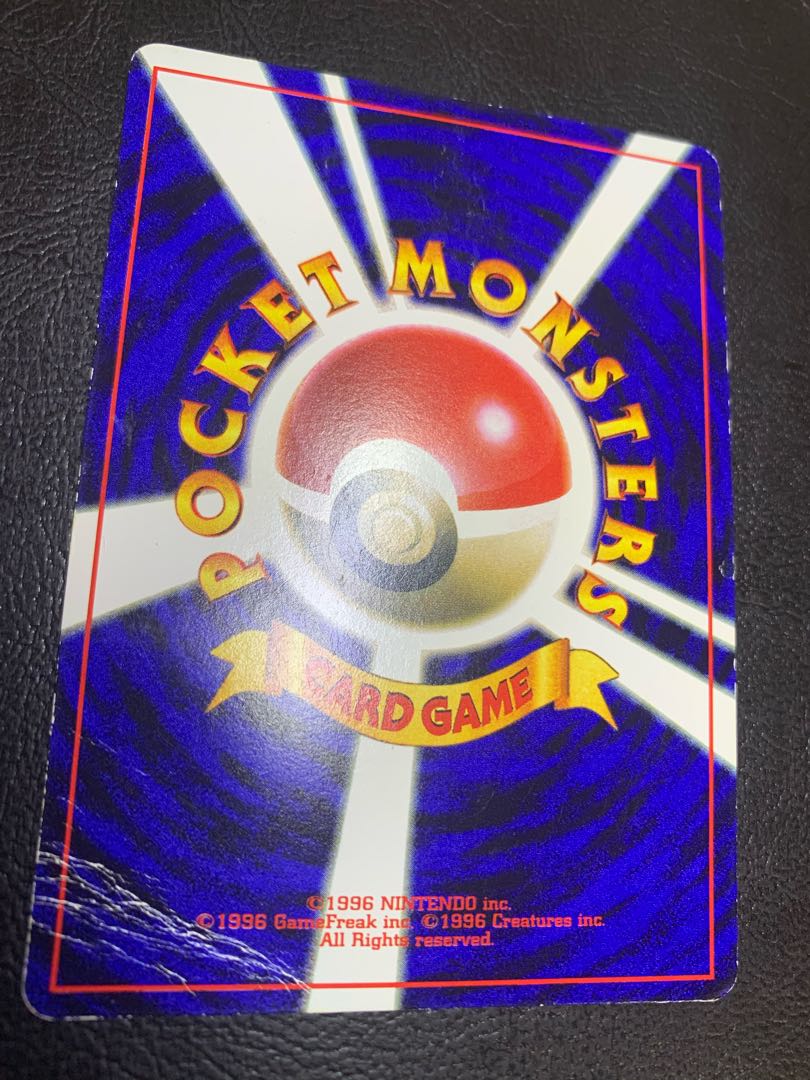 POCKET MONSTERS
CARD GAME
©1996 NINTENDO inc.
©1996 GameFreak inc. ©1996 Creatures inc.
All Rights reserved.